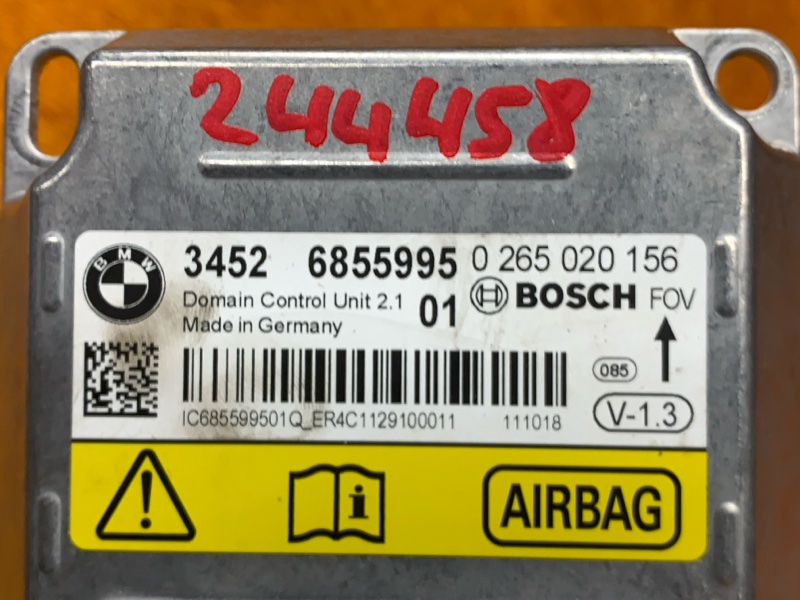 244458
BMW
3452 6855995 0 265 020 156
Domain Control Unit 2.1 01 BOSCH FOV
Made in Germany
085
IC685599501Q_ER4C1129100011 111018
V-1.3
i
AIRBAG